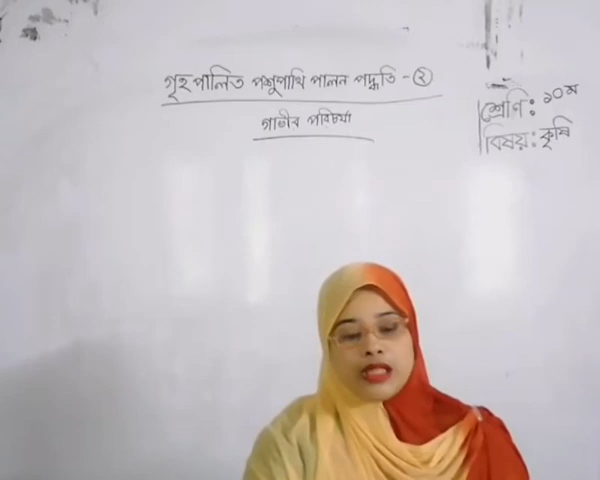 গৃহপালিত পশুপাখি পালন পদ্ধতি - ২
গাভীর পরিচর্যা
শ্রেণি: ১০ম
বিষয়: কৃষি